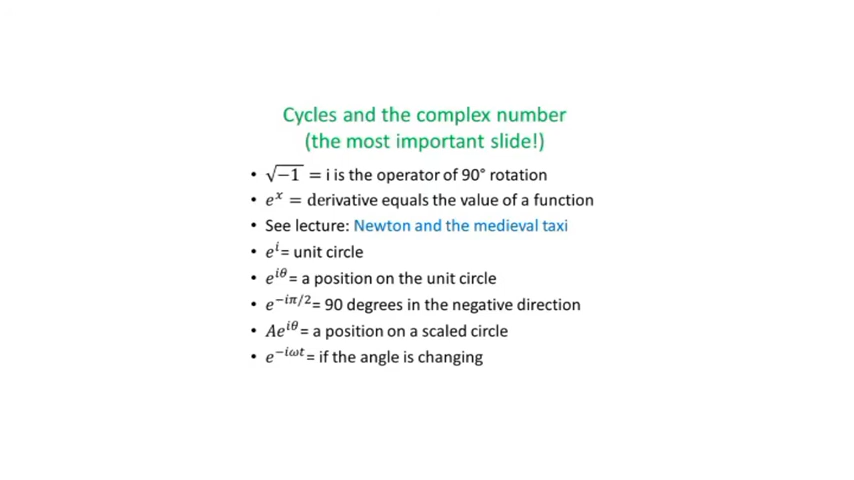 Cycles and the complex number
(the most important slide!)
• √−1 = i is the operator of 90° rotation
• eˣ = derivative equals the value of a function
• See lecture: Newton and the medieval taxi
• eⁱ= unit circle
• e^{iθ}= a position on the unit circle
• e^{−iπ/2}= 90 degrees in the negative direction
• Ae^{iθ}= a position on a scaled circle
• e^{−iωt}= if the angle is changing